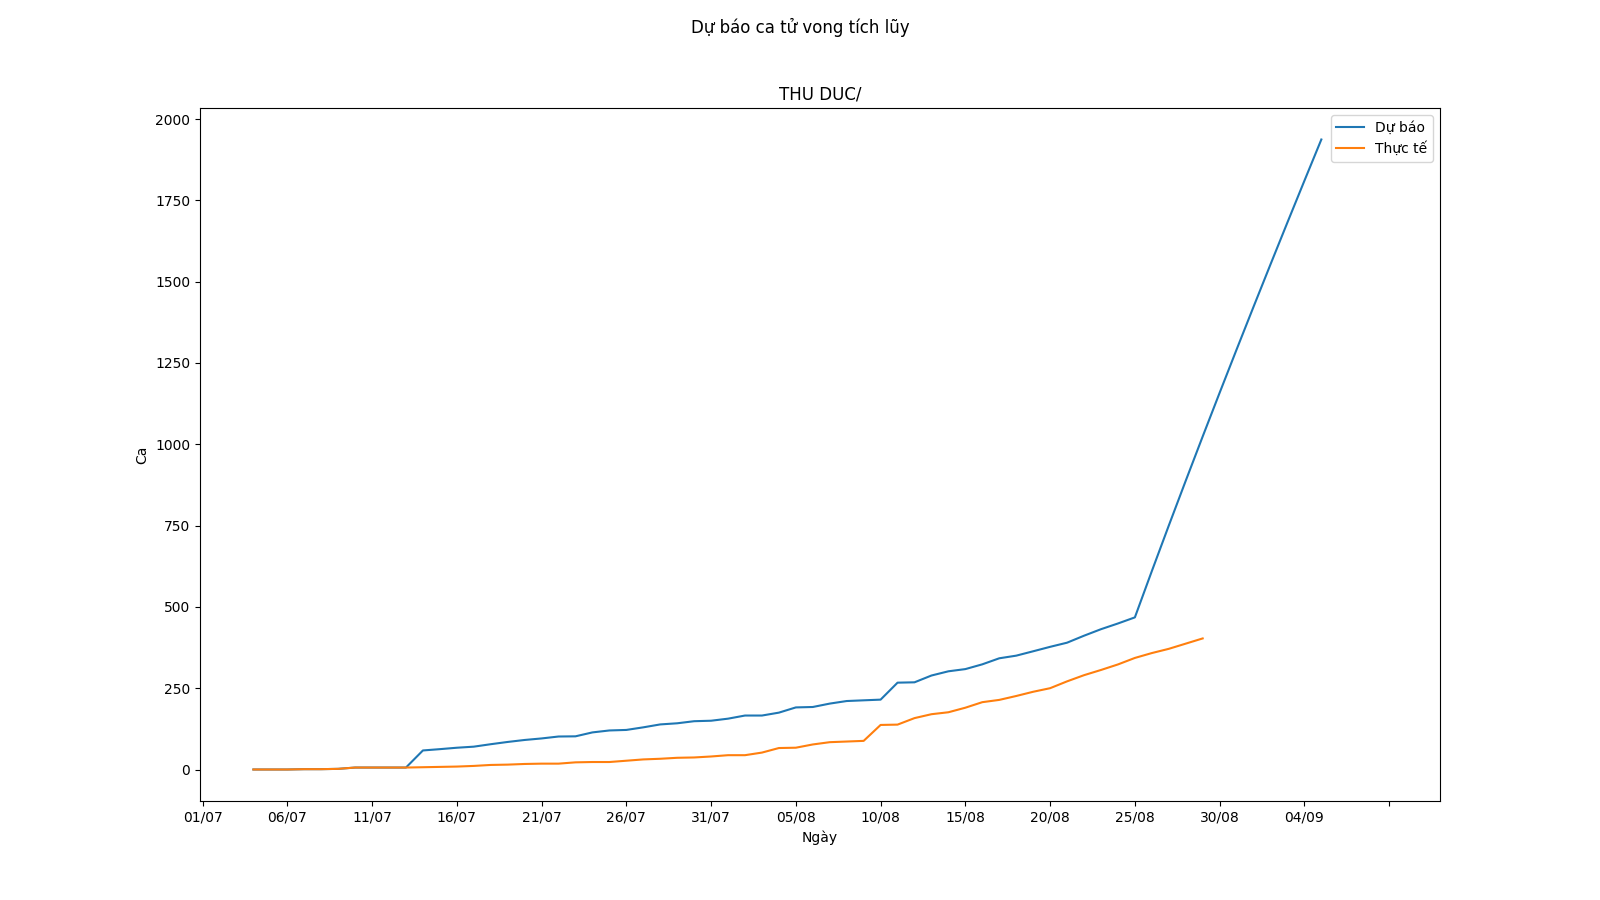 Dự báo ca tử vong tích lũy
THU DUC/
2000
1750
1500
1250
1000
750
500
250
0
Ca
Dự báo
Thực tế
01/07 06/07 11/07 16/07 21/07 26/07 31/07 05/08 10/08 15/08 20/08 25/08 30/08 04/09
Ngày